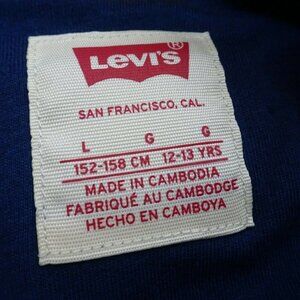 Levi's ®
SAN FRANCISCO, CAL.
L G G
152-158 CM 12-13 YRS
MADE IN CAMBODIA
FABRIQUÉ AU CAMBODGE
HECHO EN CAMBOYA